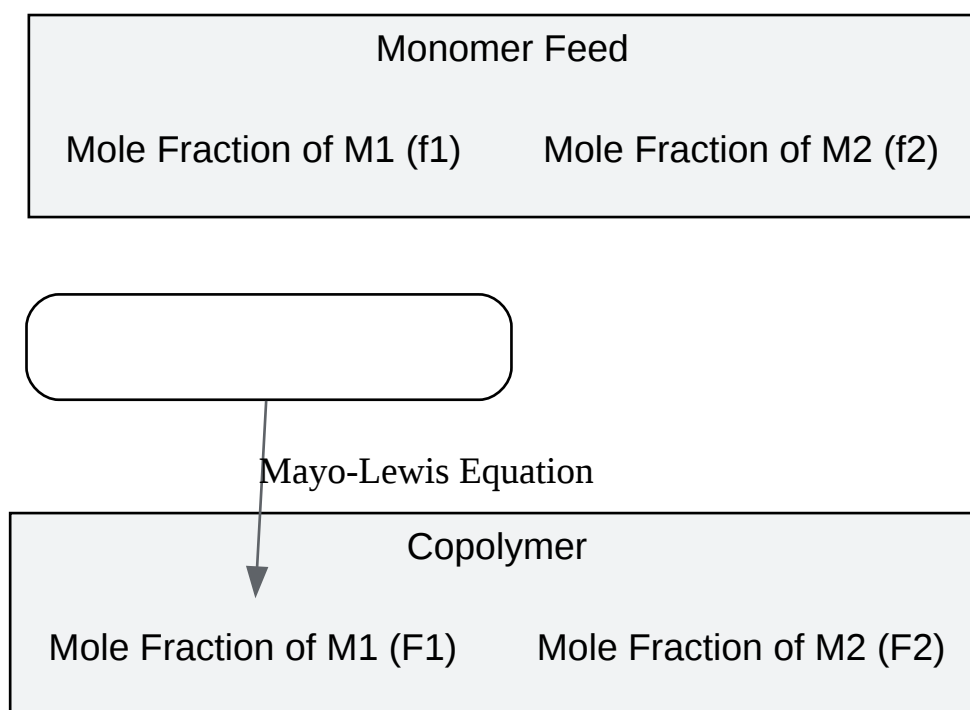 Monomer Feed
Mole Fraction of M1 (f1) Mole Fraction of M2 (f2)
Mayo-Lewis Equation
Copolymer
Mole Fraction of M1 (F1) Mole Fraction of M2 (F2)